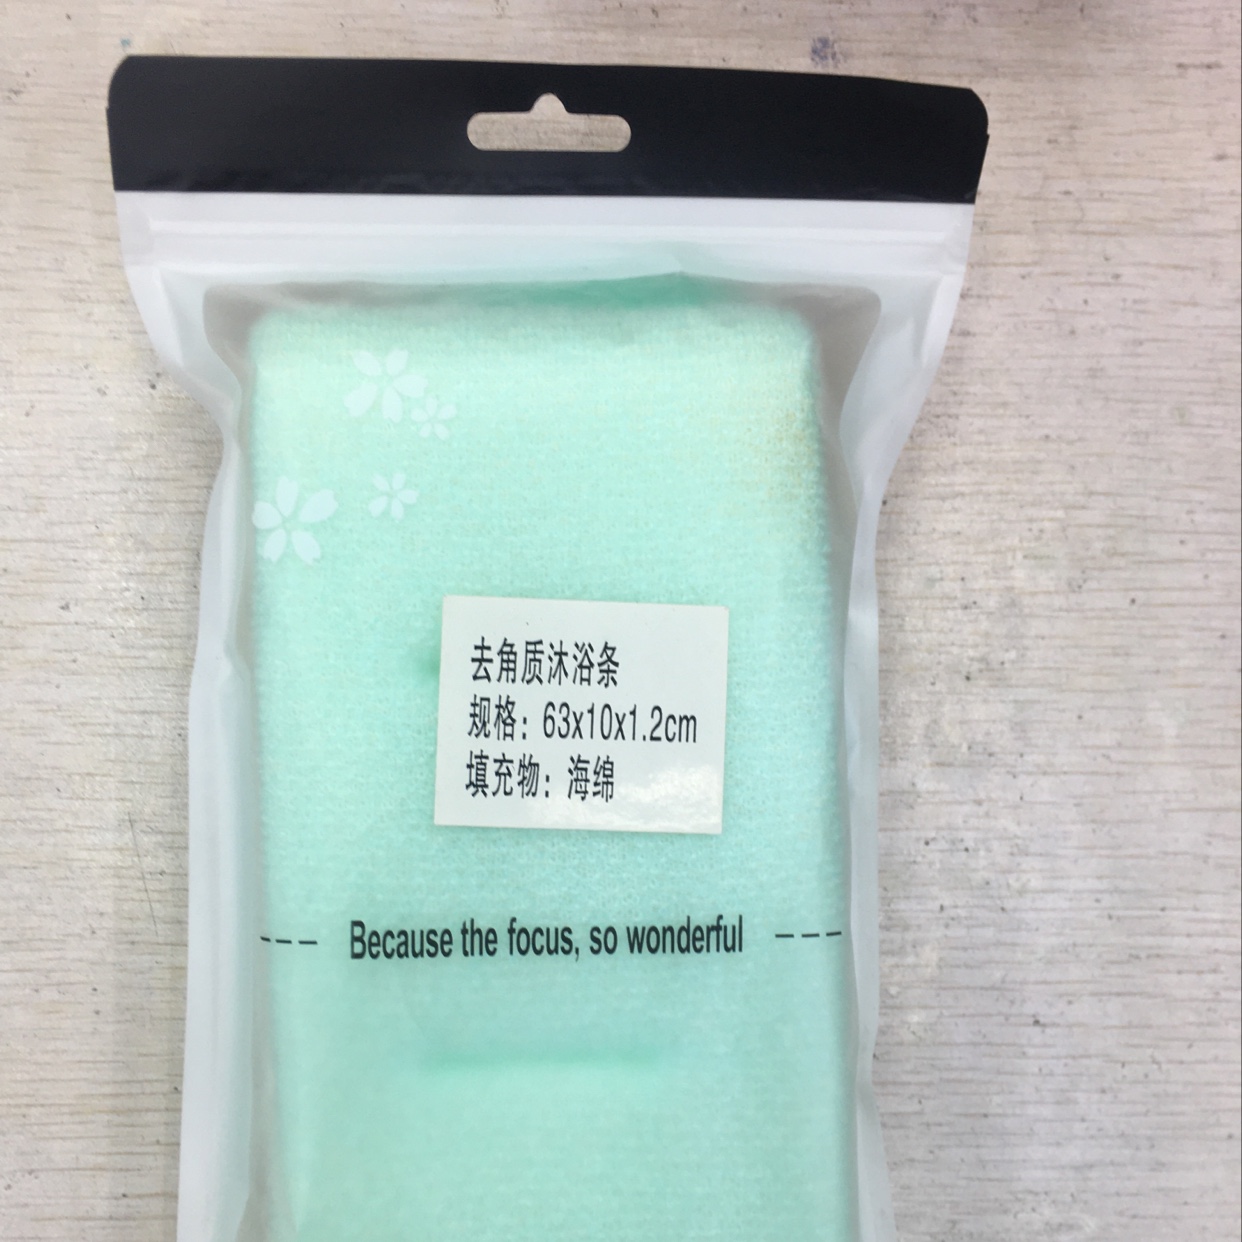 去角质沐浴条
规格：63x10x1.2cm
填充物：海绵
--- Because the focus, so wonderful ---